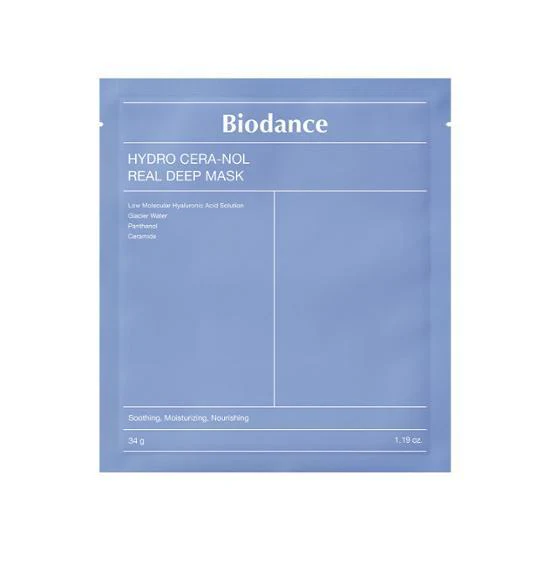 Biodance
HYDRO CERA-NOL
REAL DEEP MASK
Low Molecular Hyaluronic Acid Solution
Glacier Water
Panthenol
Ceramide
Soothing, Moisturizing, Nourishing
34 g
1.19 oz.